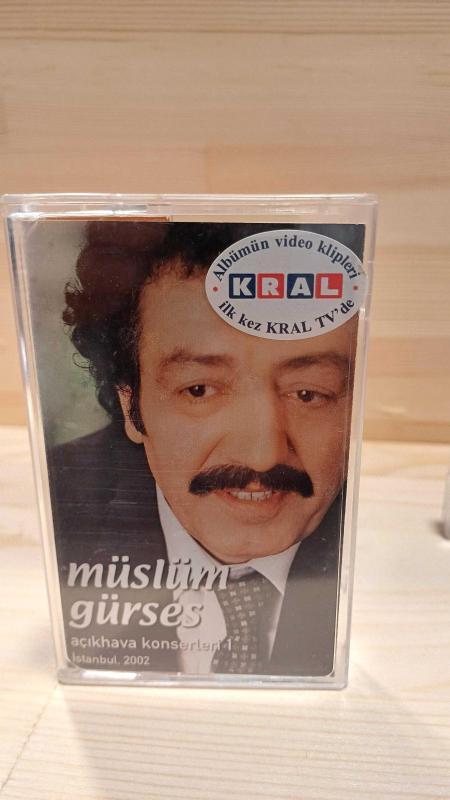 Albümün video klipleri
KRAL
ilk kez KRAL TV'de
müslüm
gürses
açıkhava konserleri 1
İstanbul. 2002